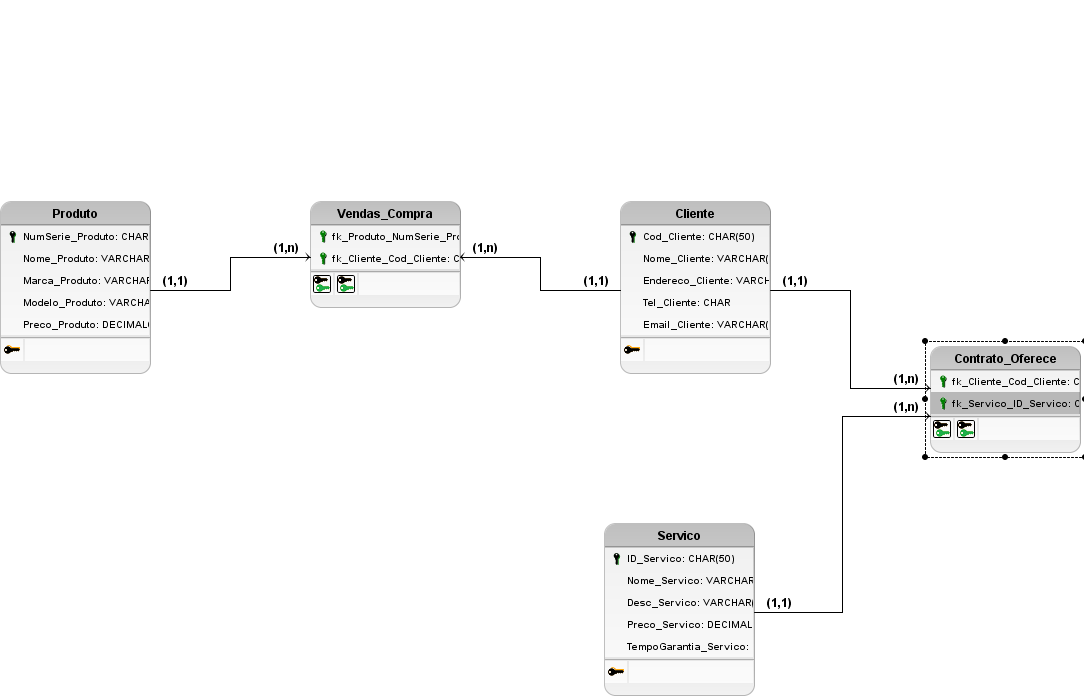 Produto
NumSerie_Produto: CHAR
Nome_Produto: VARCHAR
Marca_Produto: VARCHAR
Modelo_Produto: VARCHA
Preco_Produto: DECIMAL(
(1,1)
(1,n)
Vendas_Compra
fk_Produto_NumSerie_Pro
fk_Cliente_Cod_Cliente: C
(1,n)
(1,1)
Cliente
Cod_Cliente: CHAR(50)
Nome_Cliente: VARCHAR(
Endereco_Cliente: VARCH
Tel_Cliente: CHAR
Email_Cliente: VARCHAR(
(1,1)
(1,n)
(1,n)
Contrato_Oferece
fk_Cliente_Cod_Cliente: C
fk_Servico_ID_Servico: C
Servico
ID_Servico: CHAR(50)
Nome_Servico: VARCHAR
Desc_Servico: VARCHAR(
Preco_Servico: DECIMAL
TempoGarantia_Servico:
(1,1)